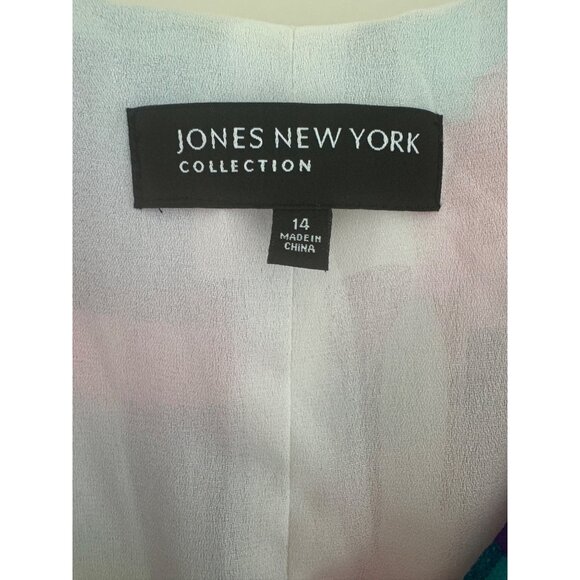 JONES NEW YORK
COLLECTION
14
MADE IN
CHINA